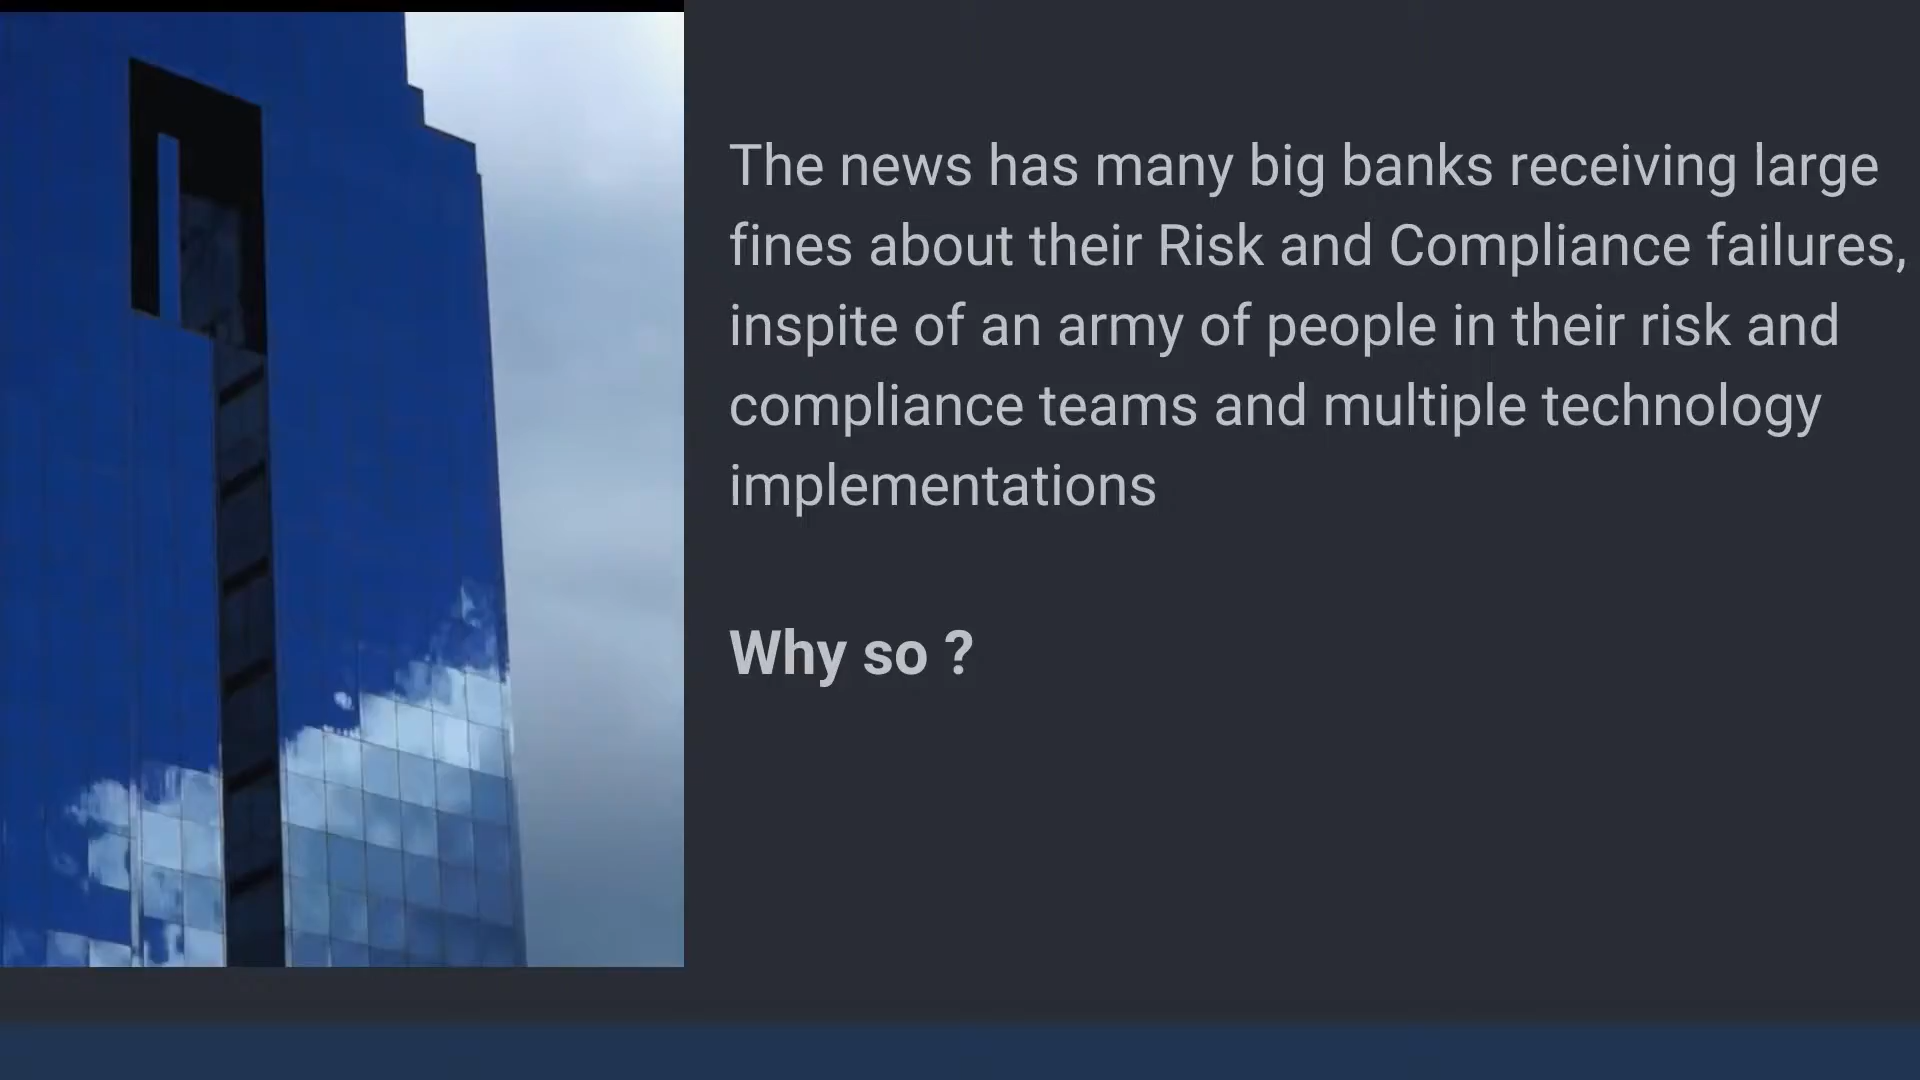 The news has many big banks receiving large
fines about their Risk and Compliance failures,
inspite of an army of people in their risk and
compliance teams and multiple technology
implementations
Why so ?